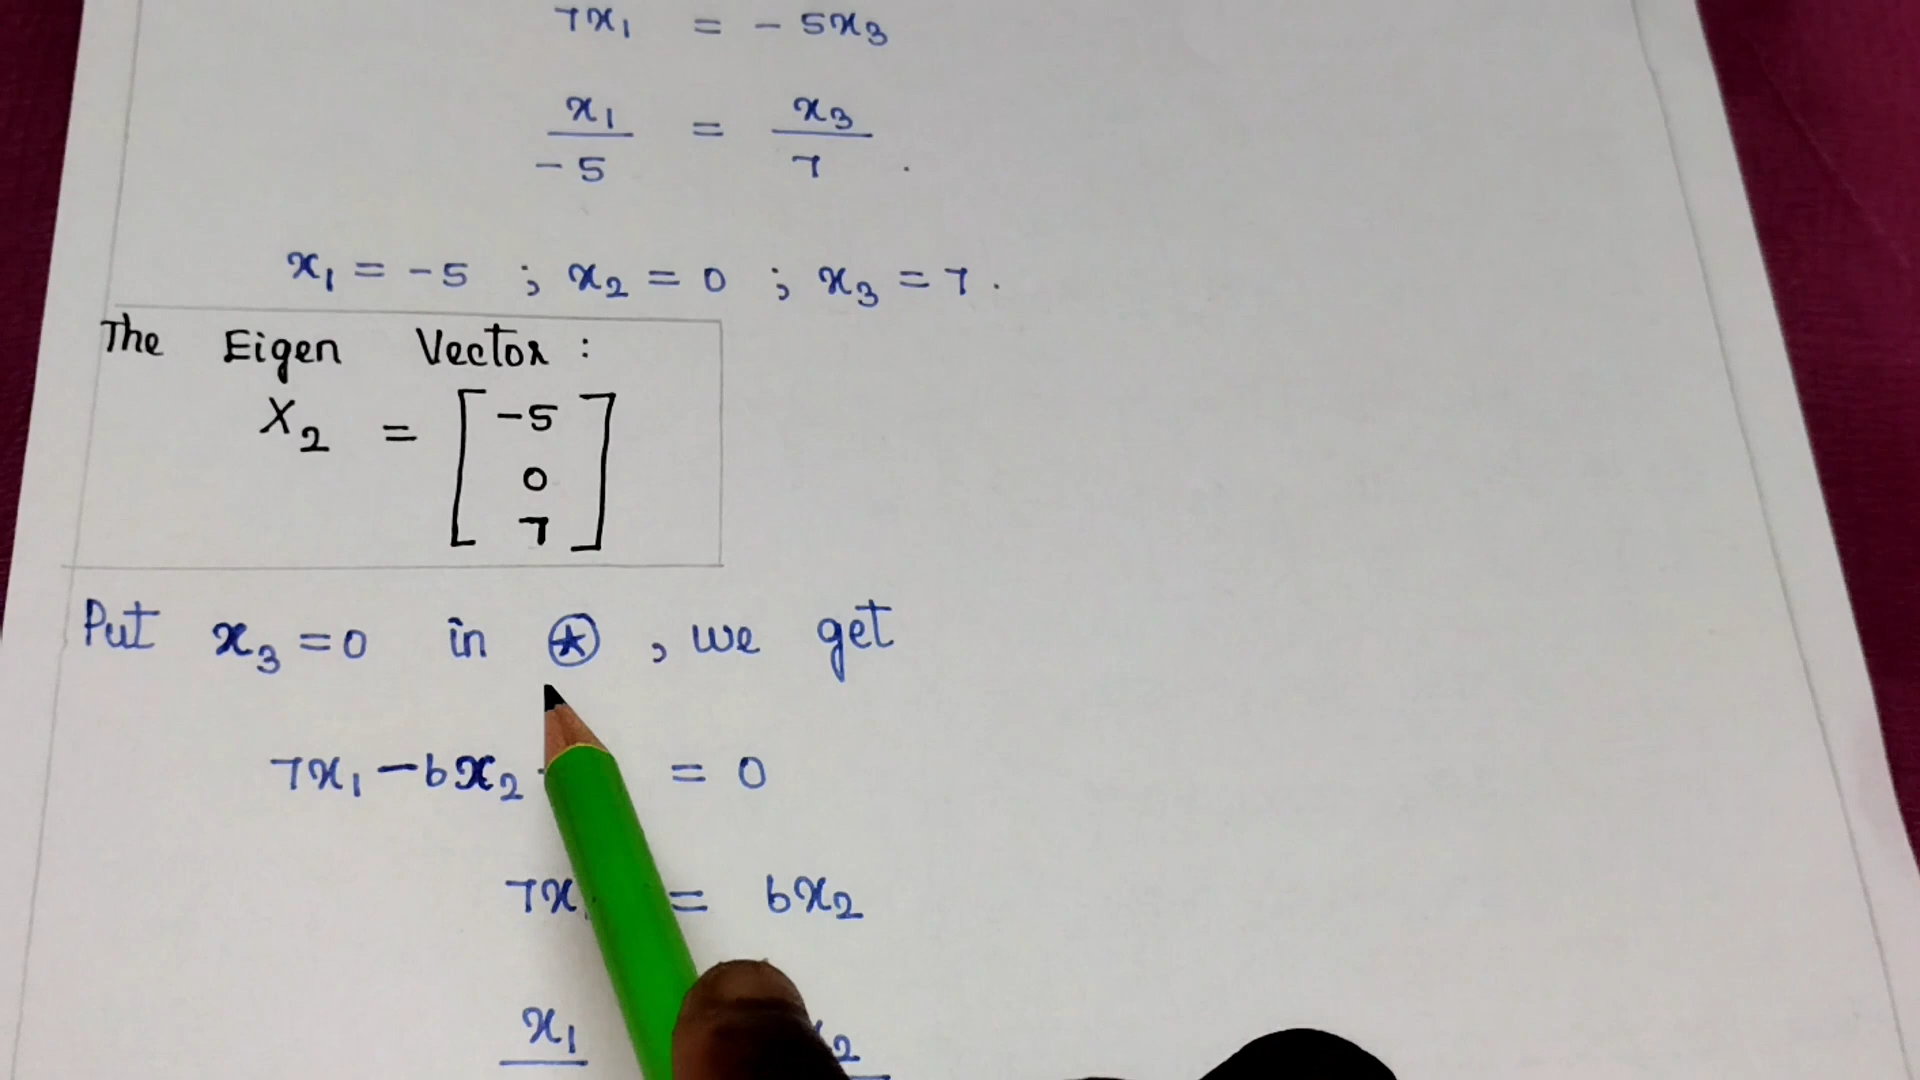 7x₁ = - 5x₃
x₁/-5 = x₃/7 .
x₁ = -5 ; x₂ = 0 ; x₃ = 7 .
The Eigen Vector :
X₂ = [ -5
0
7 ]
Put x₃ = 0 in ⍟ , we get
7x₁ - 6x₂ = 0
7x = 6x₂
x₁